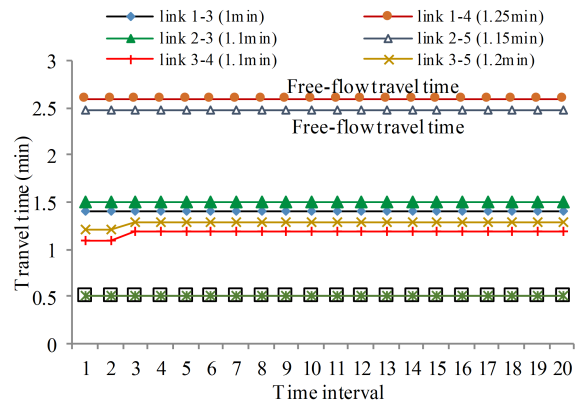 link 1-3 (1min)
link 1-4 (1.25min)
link 2-3 (1.1min)
link 2-5 (1.15min)
link 3-4 (1.1min)
link 3-5 (1.2min)
3
2.5
2
1.5
1
0.5
0
Free-flow travel time
Free-flow travel time
Tranvel time (min)
1 2 3 4 5 6 7 8 9 10 11 12 13 14 15 16 17 18 19 20
Time interval